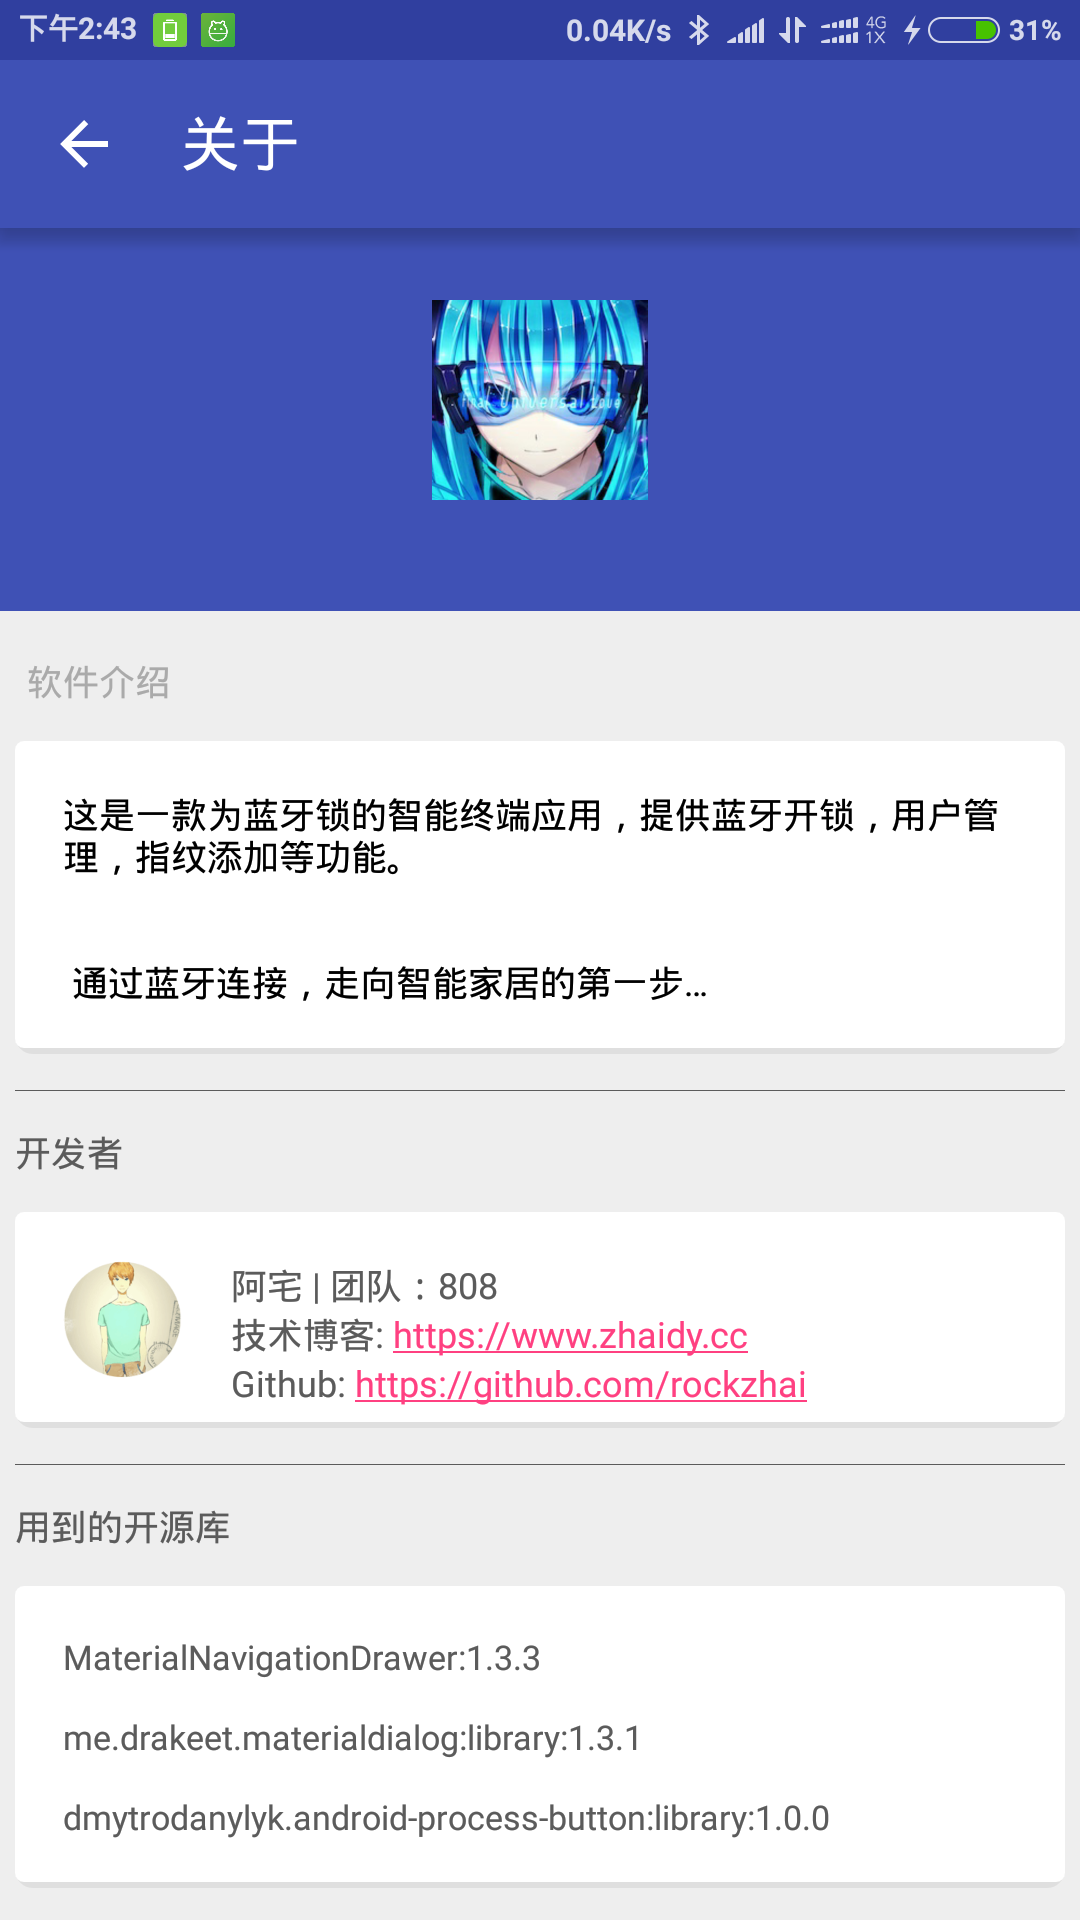 下午2:43 0.04K/s 4G 1X 31%
关于
Final Universal Love
软件介绍
这是一款为蓝牙锁的智能终端应用，提供蓝牙开锁，用户管
理，指纹添加等功能。
通过蓝牙连接，走向智能家居的第一步...
开发者
阿宅 | 团队：808
技术博客: https://www.zhaidy.cc
Github: https://github.com/rockzhai
用到的开源库
MaterialNavigationDrawer:1.3.3
me.drakeet.materialdialog:library:1.3.1
dmytrodanylyk.android-process-button:library:1.0.0